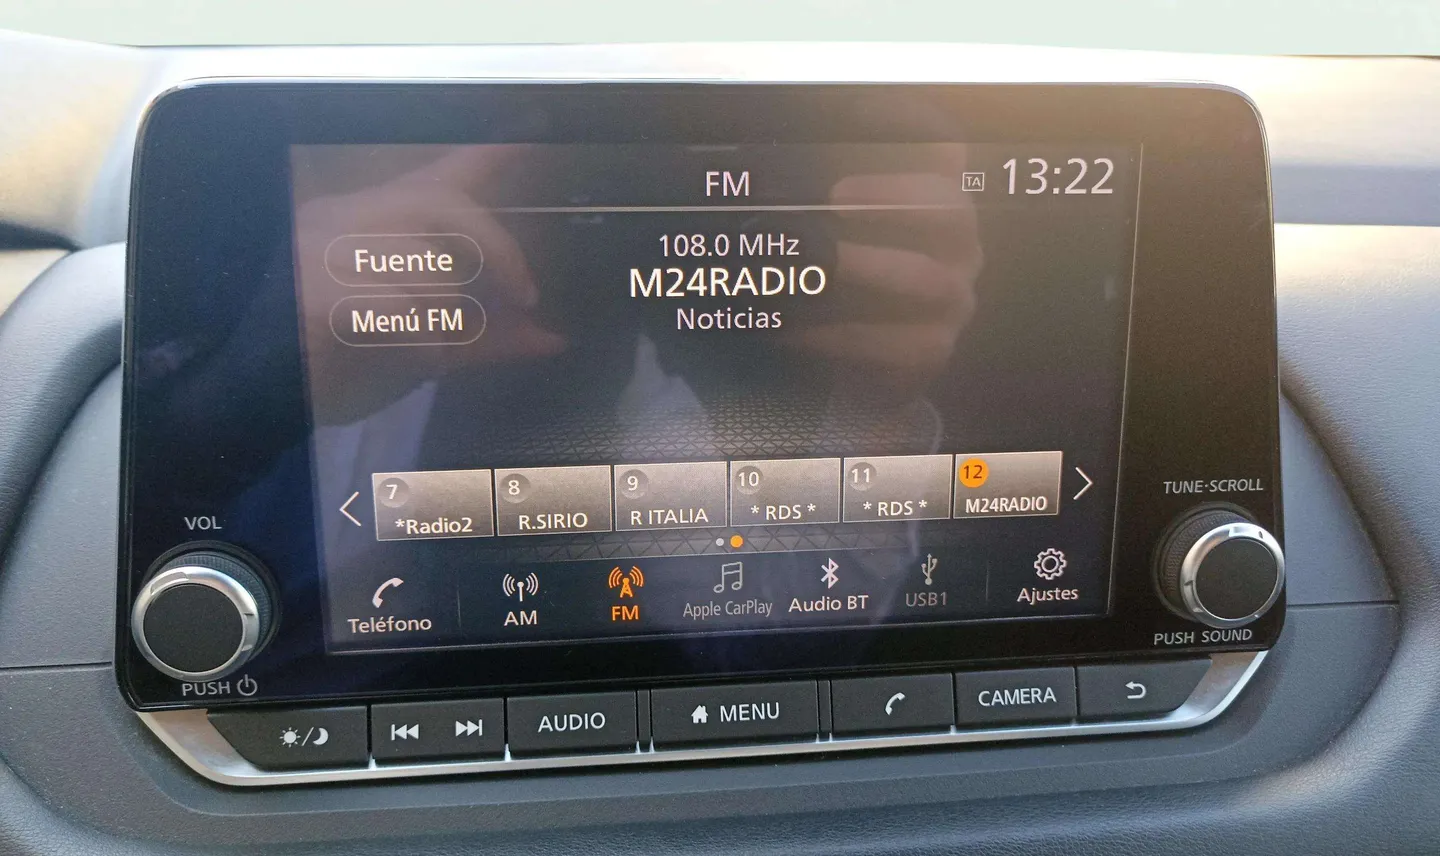 FM
TA 13:22
108.0 MHz
Fuente
M24RADIO
Menú FM
Noticias
7 8 9 10 11 12
*Radio2 R.SIRIO R ITALIA * RDS * * RDS * M24RADIO
Teléfono AM FM Apple CarPlay Audio BT USB1 Ajustes
VOL
PUSH
TUNE·SCROLL
PUSH SOUND
AUDIO MENU CAMERA